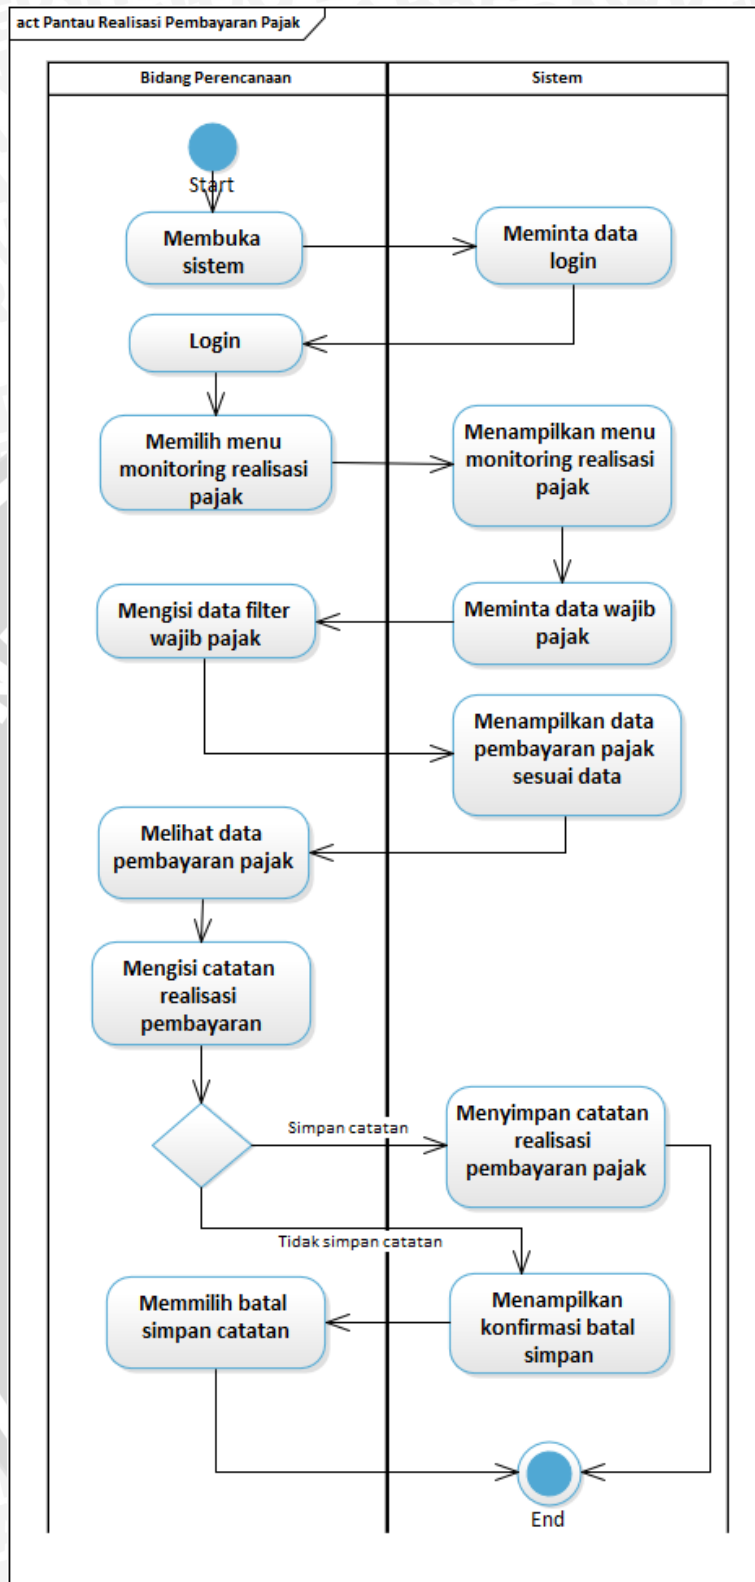 act Pantau Realisasi Pembayaran Pajak
Bidang Perencanaan
Sistem
Start
Membuka
sistem
Meminta data
login
Login
Memilih menu
monitoring realisasi
pajak
Menampilkan menu
monitoring realisasi
pajak
Mengisi data filter
wajib pajak
Meminta data wajib
pajak
Menampilkan data
pembayaran pajak
sesuai data
Melihat data
pembayaran pajak
Mengisi catatan
realisasi
pembayaran
Simpan catatan
Menyimpan catatan
realisasi
pembayaran pajak
Tidak simpan catatan
Memmilih batal
simpan catatan
Menampilkan
konfirmasi batal
simpan
End